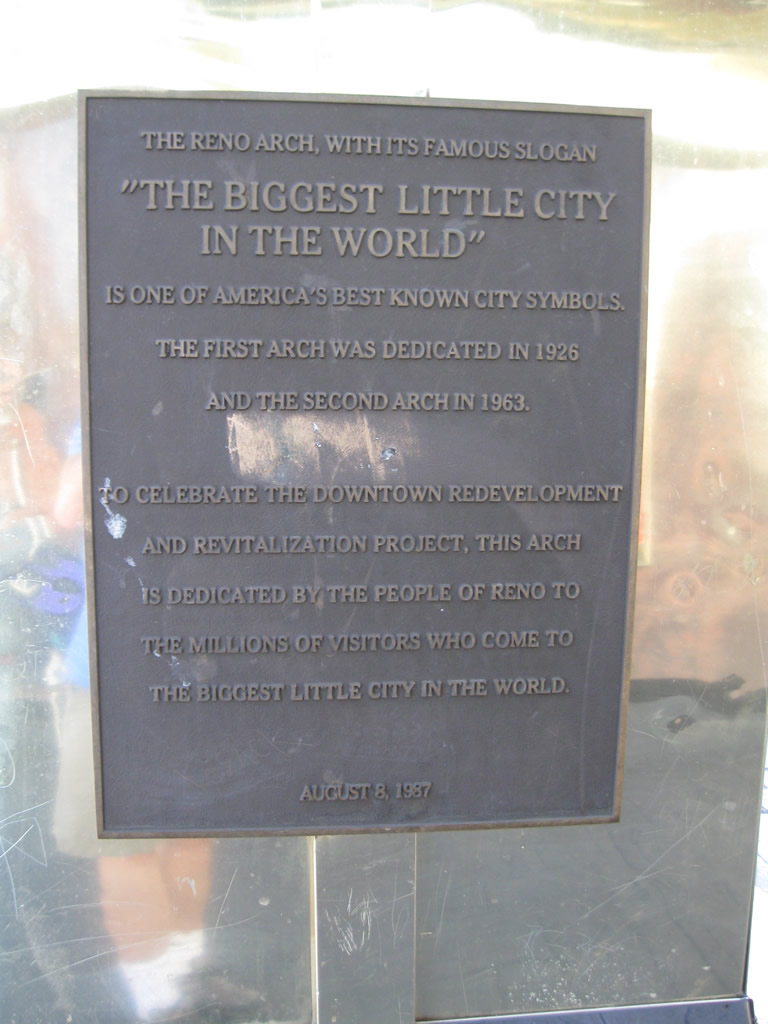 THE RENO ARCH, WITH ITS FAMOUS SLOGAN
"THE BIGGEST LITTLE CITY
IN THE WORLD"
IS ONE OF AMERICA'S BEST KNOWN CITY SYMBOLS.
THE FIRST ARCH WAS DEDICATED IN 1926
AND THE SECOND ARCH IN 1963.
TO CELEBRATE THE DOWNTOWN REDEVELOPMENT
AND REVITALIZATION PROJECT, THIS ARCH
IS DEDICATED BY THE PEOPLE OF RENO TO
THE MILLIONS OF VISITORS WHO COME TO
THE BIGGEST LITTLE CITY IN THE WORLD.
AUGUST 8, 1987